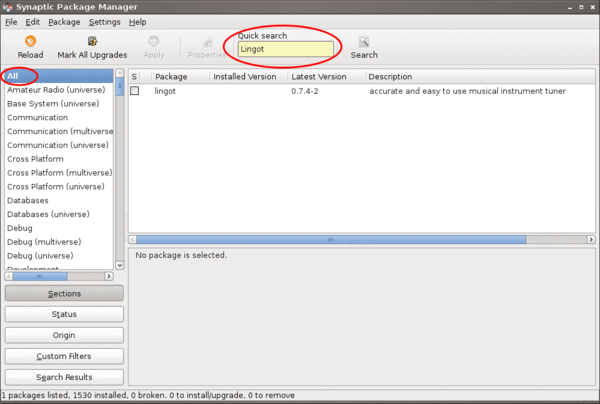 Synaptic Package Manager
File Edit Package Settings Help
Quick search
Reload Mark All Upgrades Apply Properties Lingot Search
All
Amateur Radio (universe)
Base System (universe)
Communication
Communication (multiverse
Communication (universe)
Cross Platform
Cross Platform (multiverse)
Cross Platform (universe)
Databases
Databases (universe)
Debug
Debug (multiverse)
Debug (universe)
Development
S Package Installed Version Latest Version Description
lingot 0.7.4-2 accurate and easy to use musical instrument tuner
No package is selected.
Sections
Status
Origin
Custom Filters
Search Results
1 packages listed, 1530 installed, 0 broken. 0 to install/upgrade, 0 to remove